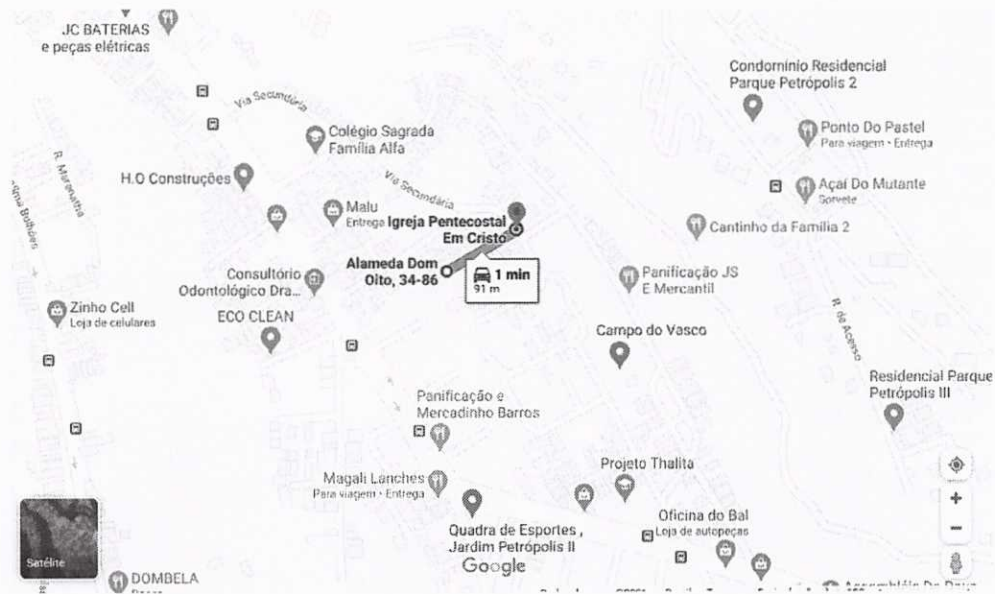 JC BATERIAS
e peças elétricas
Via Secundária
Colégio Sagrada
Família Alfa
Condomínio Residencial
Parque Petrópolis 2
Ponto Do Pastel
Para viagem • Entrega
R. Maranatha
H.O Construções
Via Secundária
Açaí Do Mutante
Sorvete
Malu
Entrega
Igreja Pentecostal
Em Cristo
Cantinho da Família 2
Bulhões
Alameda Dom
Oito, 34-86
1 min
91 m
Consultório
Odontológico Dra...
Panificação JS
E Mercantil
Zinho Cell
Loja de celulares
ECO CLEAN
Campo do Vasco
R. de Acesso
Residencial Parque
Petrópolis III
Panificação e
Mercadinho Barros
Projeto Thalita
Magali Lanches
Para viagem • Entrega
Quadra de Esportes ,
Jardim Petrópolis II
Oficina do Bal
Loja de autopeças
Google
Satélite
DOMBELA